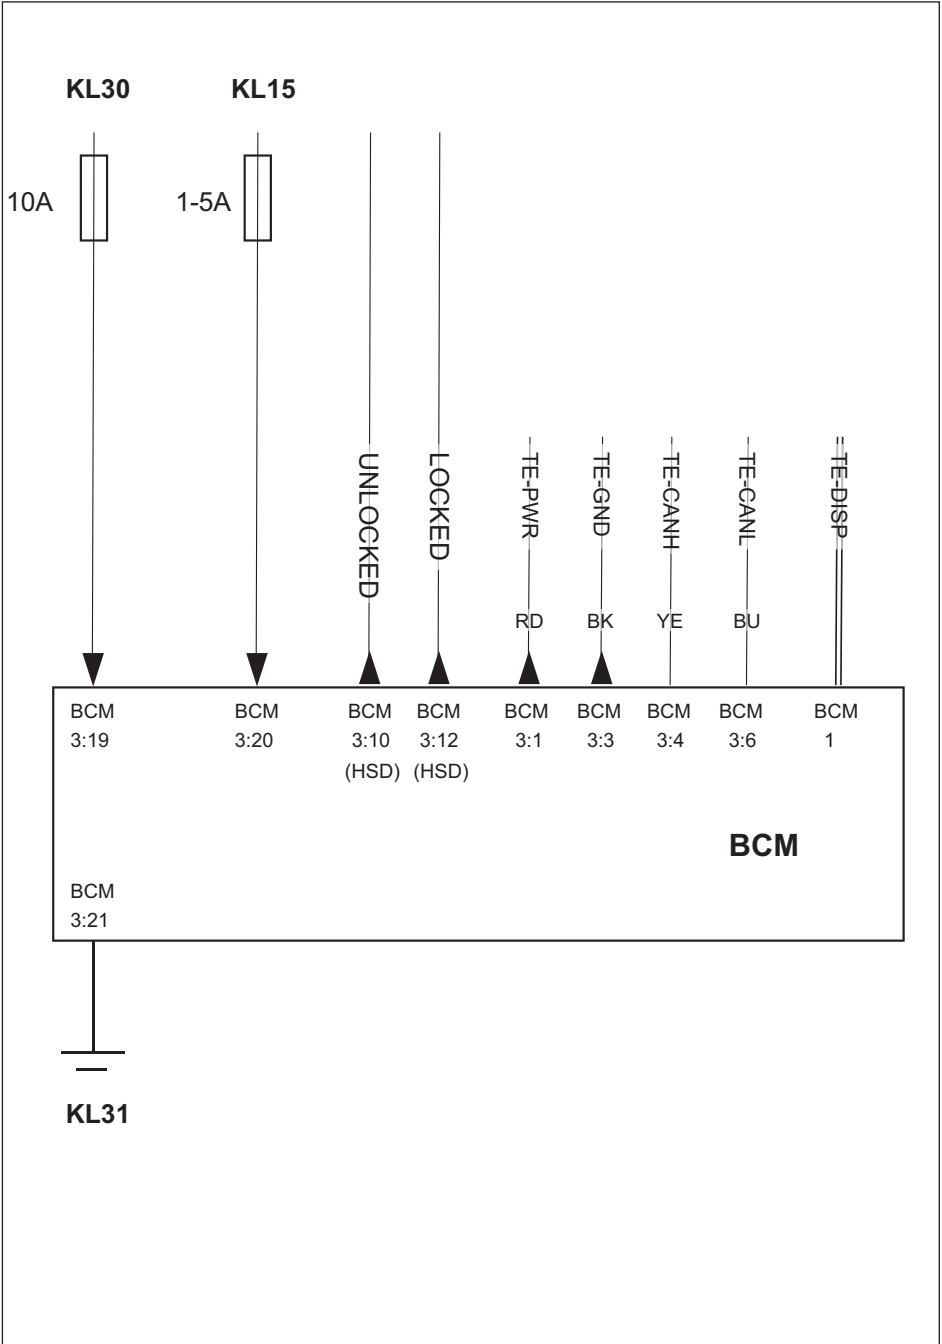 KL30
KL15
10A
1-5A
UNLOCKED
LOCKED
TE-PWR
TE-GND
TE-CANH
TE-CANL
TE-DISP
RD
BK
YE
BU
BCM
3:19
BCM
3:20
BCM
3:10
(HSD)
BCM
3:12
(HSD)
BCM
3:1
BCM
3:3
BCM
3:4
BCM
3:6
BCM
1
BCM
BCM
3:21
KL31